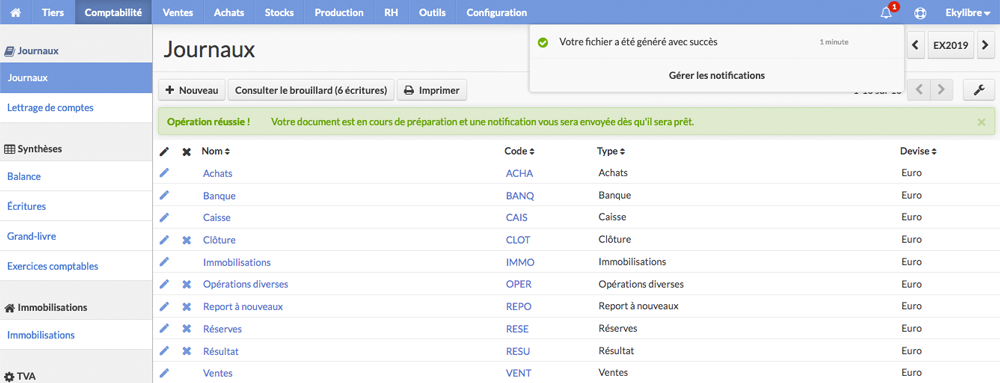 Tiers Comptabilité Ventes Achats Stocks Production RH Outils Configuration 1 Ekylibre
Journaux
Journaux
Lettrage de comptes
Synthèses
Balance
Écritures
Grand-livre
Exercices comptables
Immobilisations
Immobilisations
TVA
Journaux
Votre fichier a été généré avec succès 1 minute
Gérer les notifications
EX2019
Nouveau Consulter le brouillard (6 écritures) Imprimer
Opération réussie ! Votre document est en cours de préparation et une notification vous sera envoyée dès qu'il sera prêt.
Nom Code Type Devise
Achats ACHA Achats Euro
Banque BANQ Banque Euro
Caisse CAIS Caisse Euro
Clôture CLOT Clôture Euro
Immobilisations IMMO Immobilisations Euro
Opérations diverses OPER Opérations diverses Euro
Report à nouveaux REPO Report à nouveaux Euro
Réserves RESE Réserves Euro
Résultat RESU Résultat Euro
Ventes VENT Ventes Euro